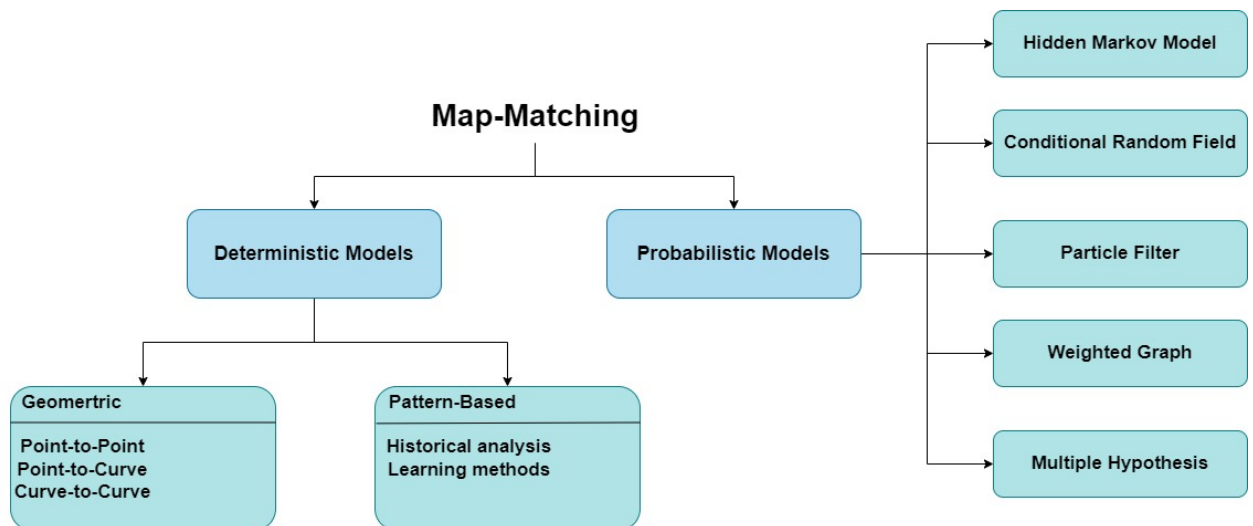 Map-Matching
Deterministic Models
Probabilistic Models
Geomertric
Point-to-Point
Point-to-Curve
Curve-to-Curve
Pattern-Based
Historical analysis
Learning methods
Hidden Markov Model
Conditional Random Field
Particle Filter
Weighted Graph
Multiple Hypothesis